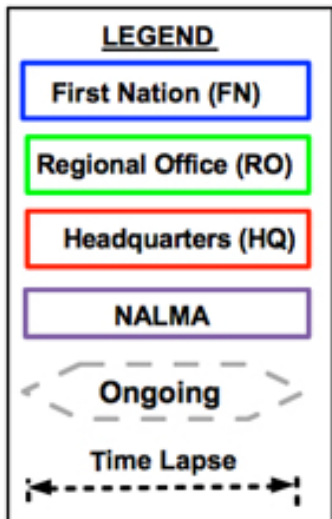 LEGEND
First Nation (FN)
Regional Office (RO)
Headquarters (HQ)
NALMA
Ongoing
Time Lapse